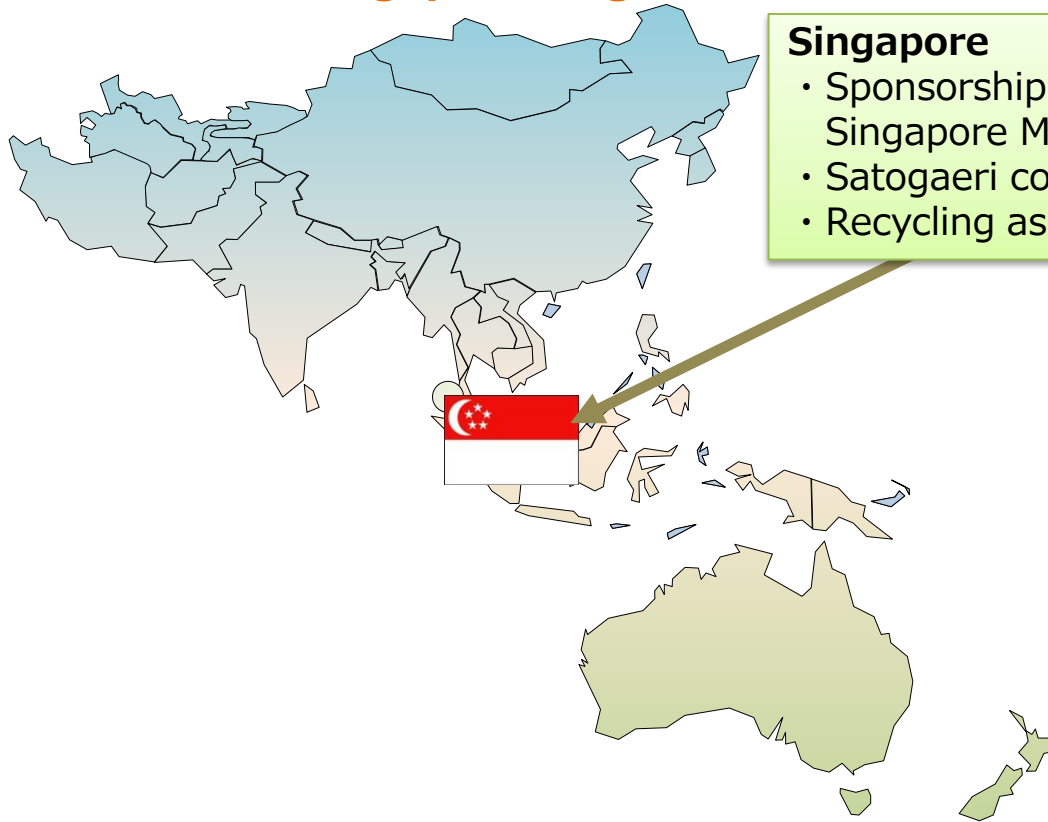 Singapore
・Sponsorship
Singapore M
・Satogaeri co
・Recycling as